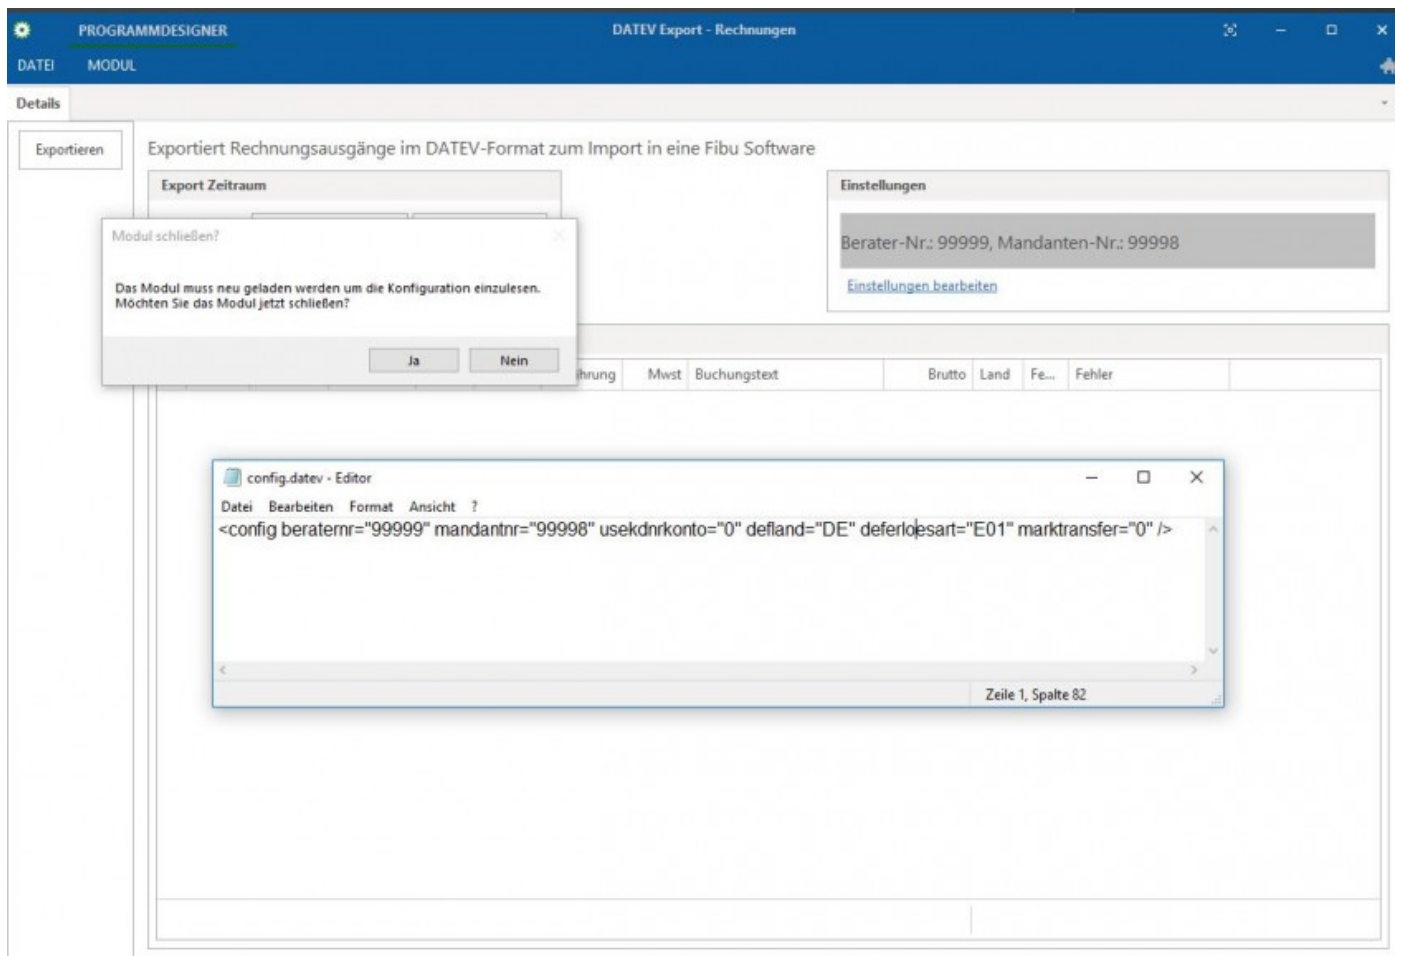 PROGRAMMDESIGNER
DATEV Export - Rechnungen
DATEI MODUL
Details
Exportieren
Exportiert Rechnungsausgänge im DATEV-Format zum Import in eine Fibu Software
Export Zeitraum
Einstellungen
Berater-Nr.: 99999, Mandanten-Nr.: 99998
Einstellungen bearbeiten
Modul schließen?
Das Modul muss neu geladen werden um die Konfiguration einzulesen.
Möchten Sie das Modul jetzt schließen?
Ja Nein
Mwst Buchungstext Brutto Land Fe... Fehler
config.datev - Editor
Datei Bearbeiten Format Ansicht ?
<config beraternr="99999" mandantnr="99998" usekdnrkonto="0" defland="DE" deferloesart="E01" marktransfer="0" />
Zeile 1, Spalte 82